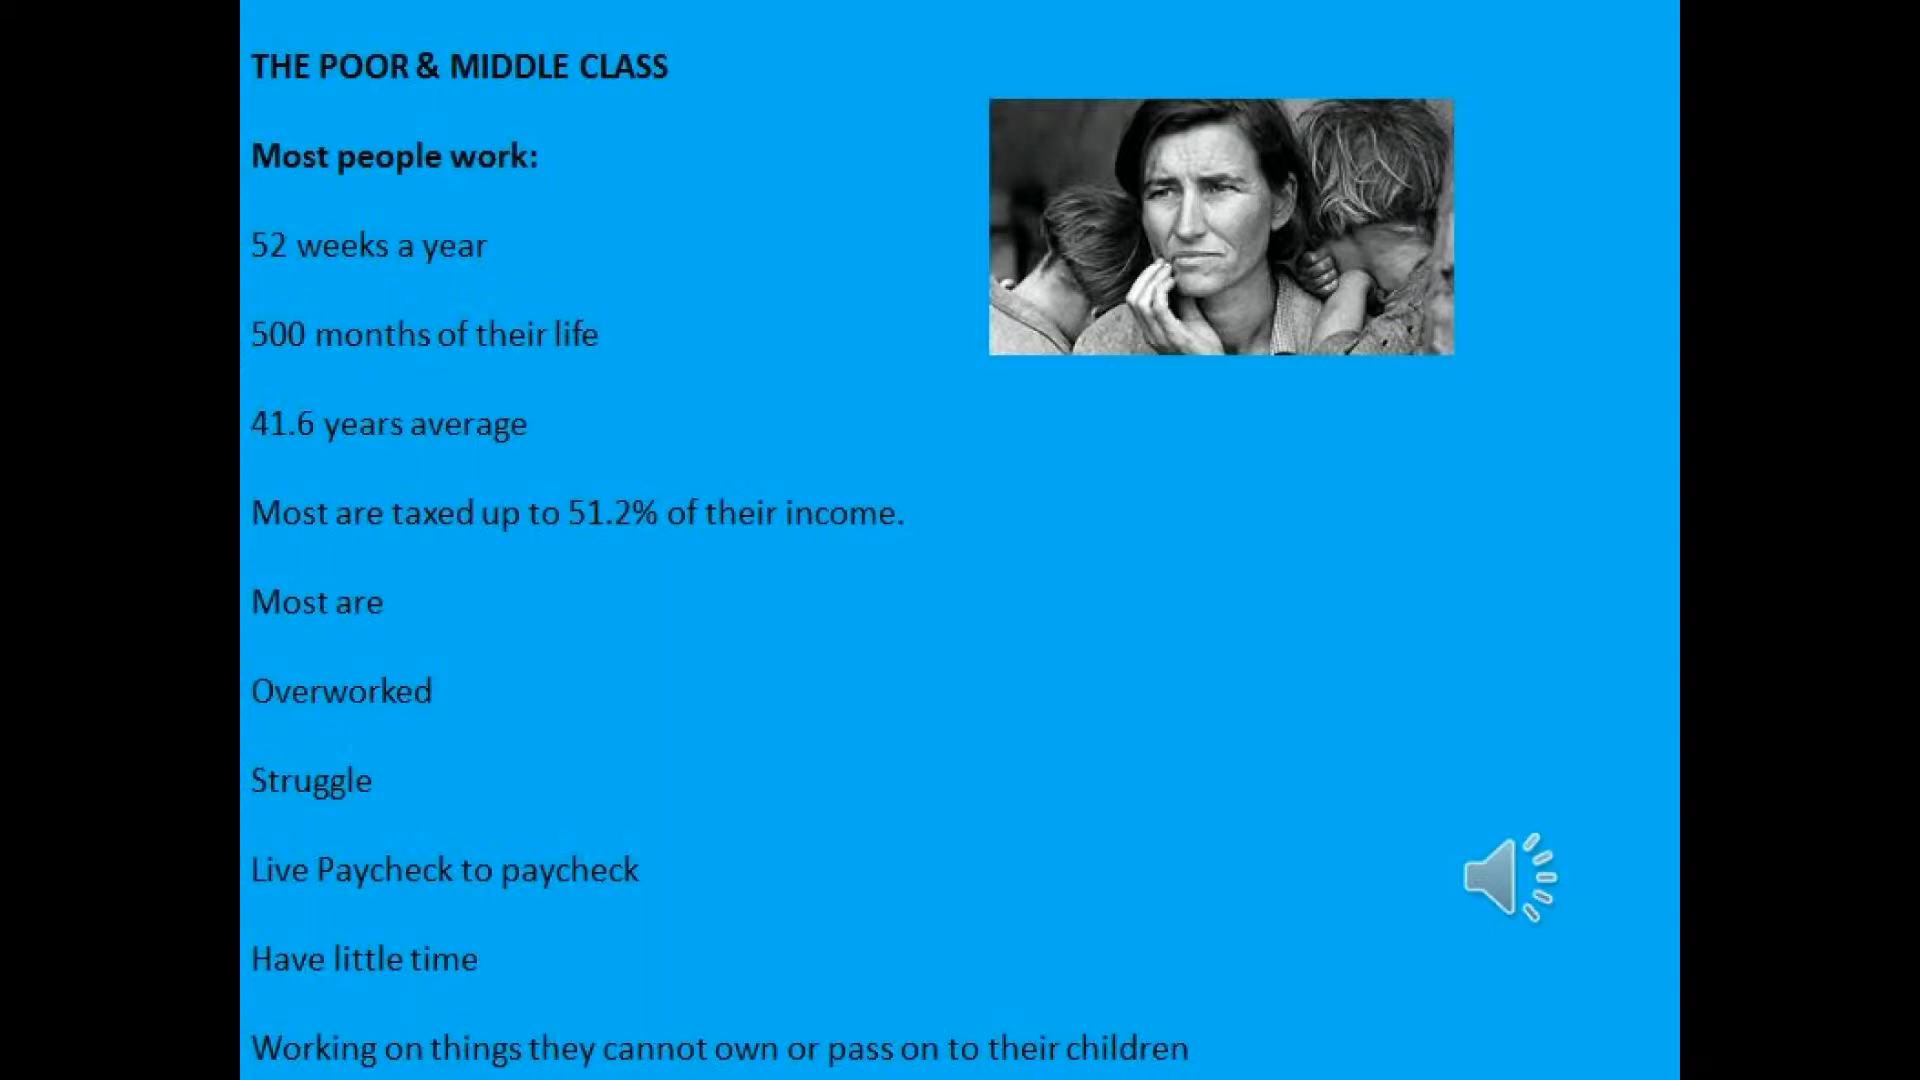 THE POOR & MIDDLE CLASS
Most people work:
52 weeks a year
500 months of their life
41.6 years average
Most are taxed up to 51.2% of their income.
Most are
Overworked
Struggle
Live Paycheck to paycheck
Have little time
Working on things they cannot own or pass on to their children